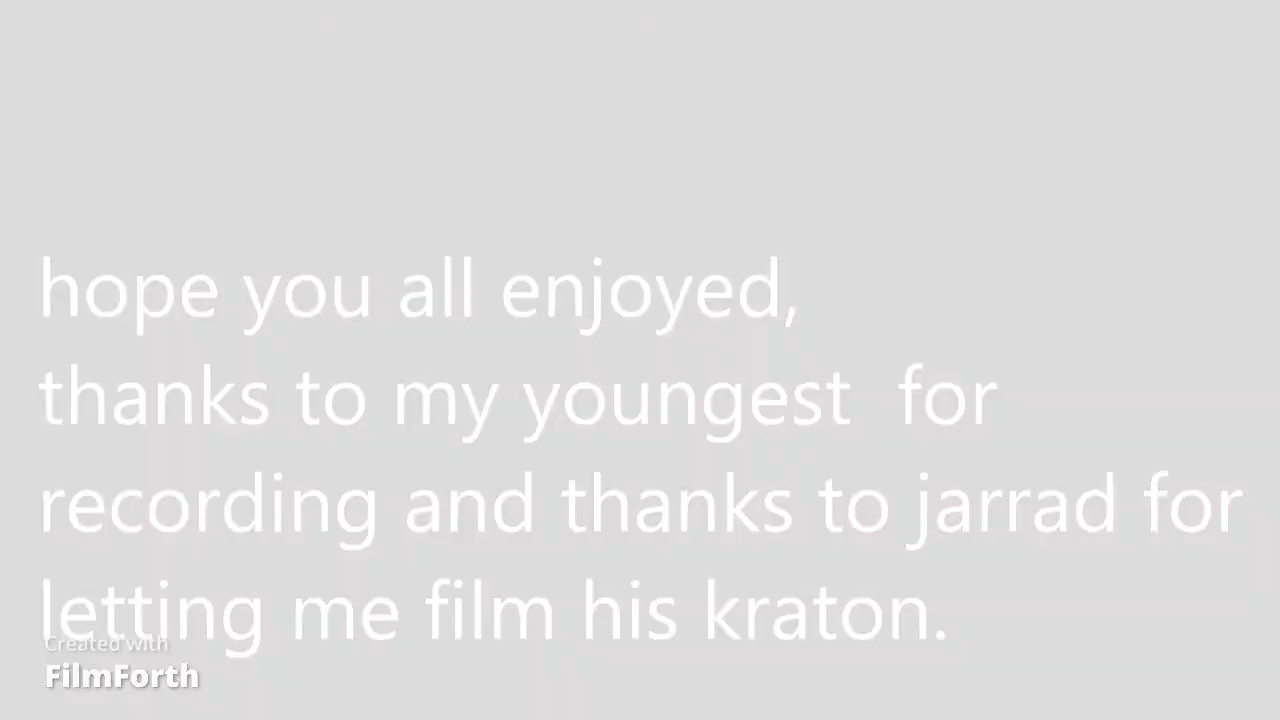 hope you all enjoyed,
thanks to my youngest  for
recording and thanks to jarrad for
letting me film his kraton.
Created with
FilmForth